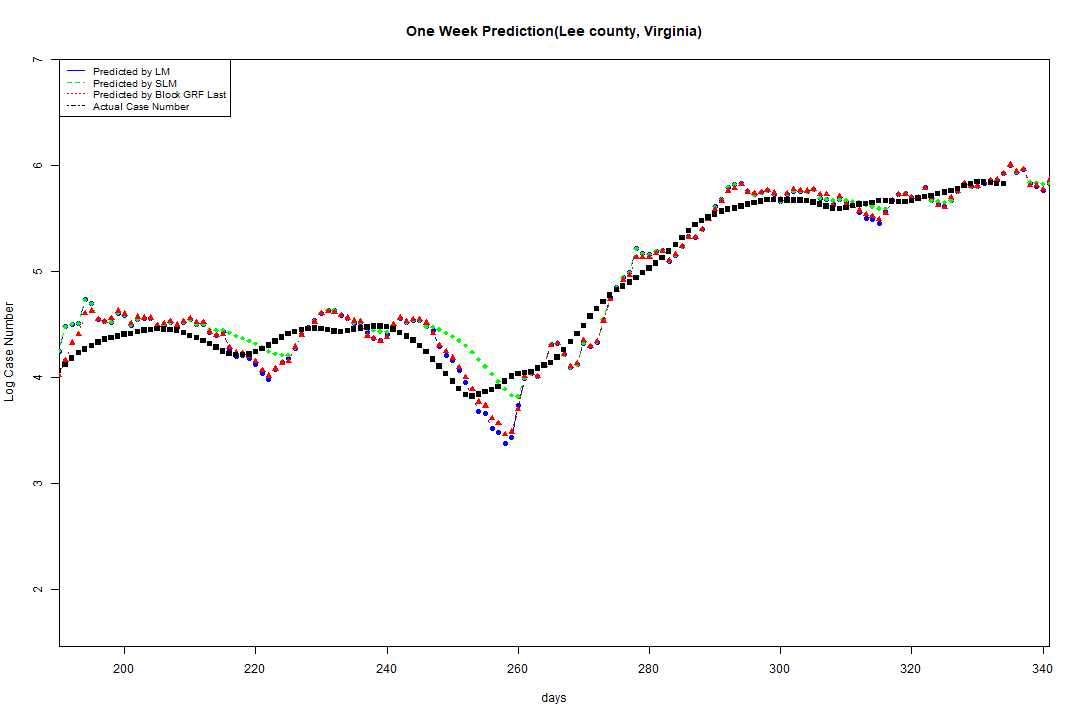 One Week Prediction(Lee county, Virginia)
Predicted by LM
Predicted by SLM
Predicted by Block GRF Last
Actual Case Number
7
6
5
4
3
2
Log Case Number
200 220 240 260 280 300 320 340
days